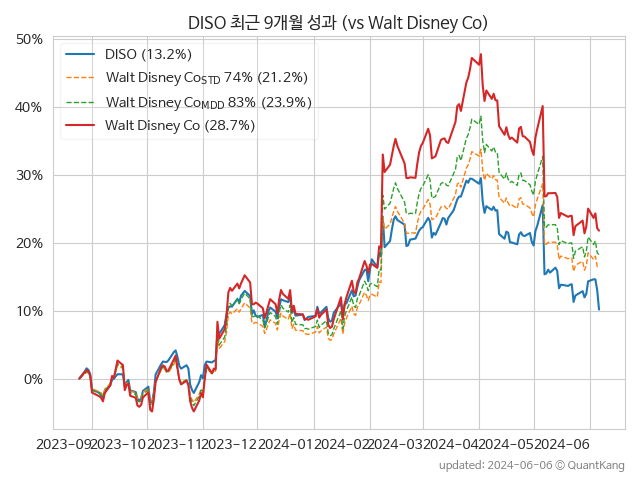 DISO 최근 9개월 성과 (vs Walt Disney Co)
DISO (13.2%)
Walt Disney CoSTD 74% (21.2%)
Walt Disney CoMDD 83% (23.9%)
Walt Disney Co (28.7%)
50%
40%
30%
20%
10%
0%
2023-09 2023-10 2023-11 2023-12 2024-01 2024-02 2024-03 2024-04 2024-05 2024-06
updated: 2024-06-06 © QuantKang